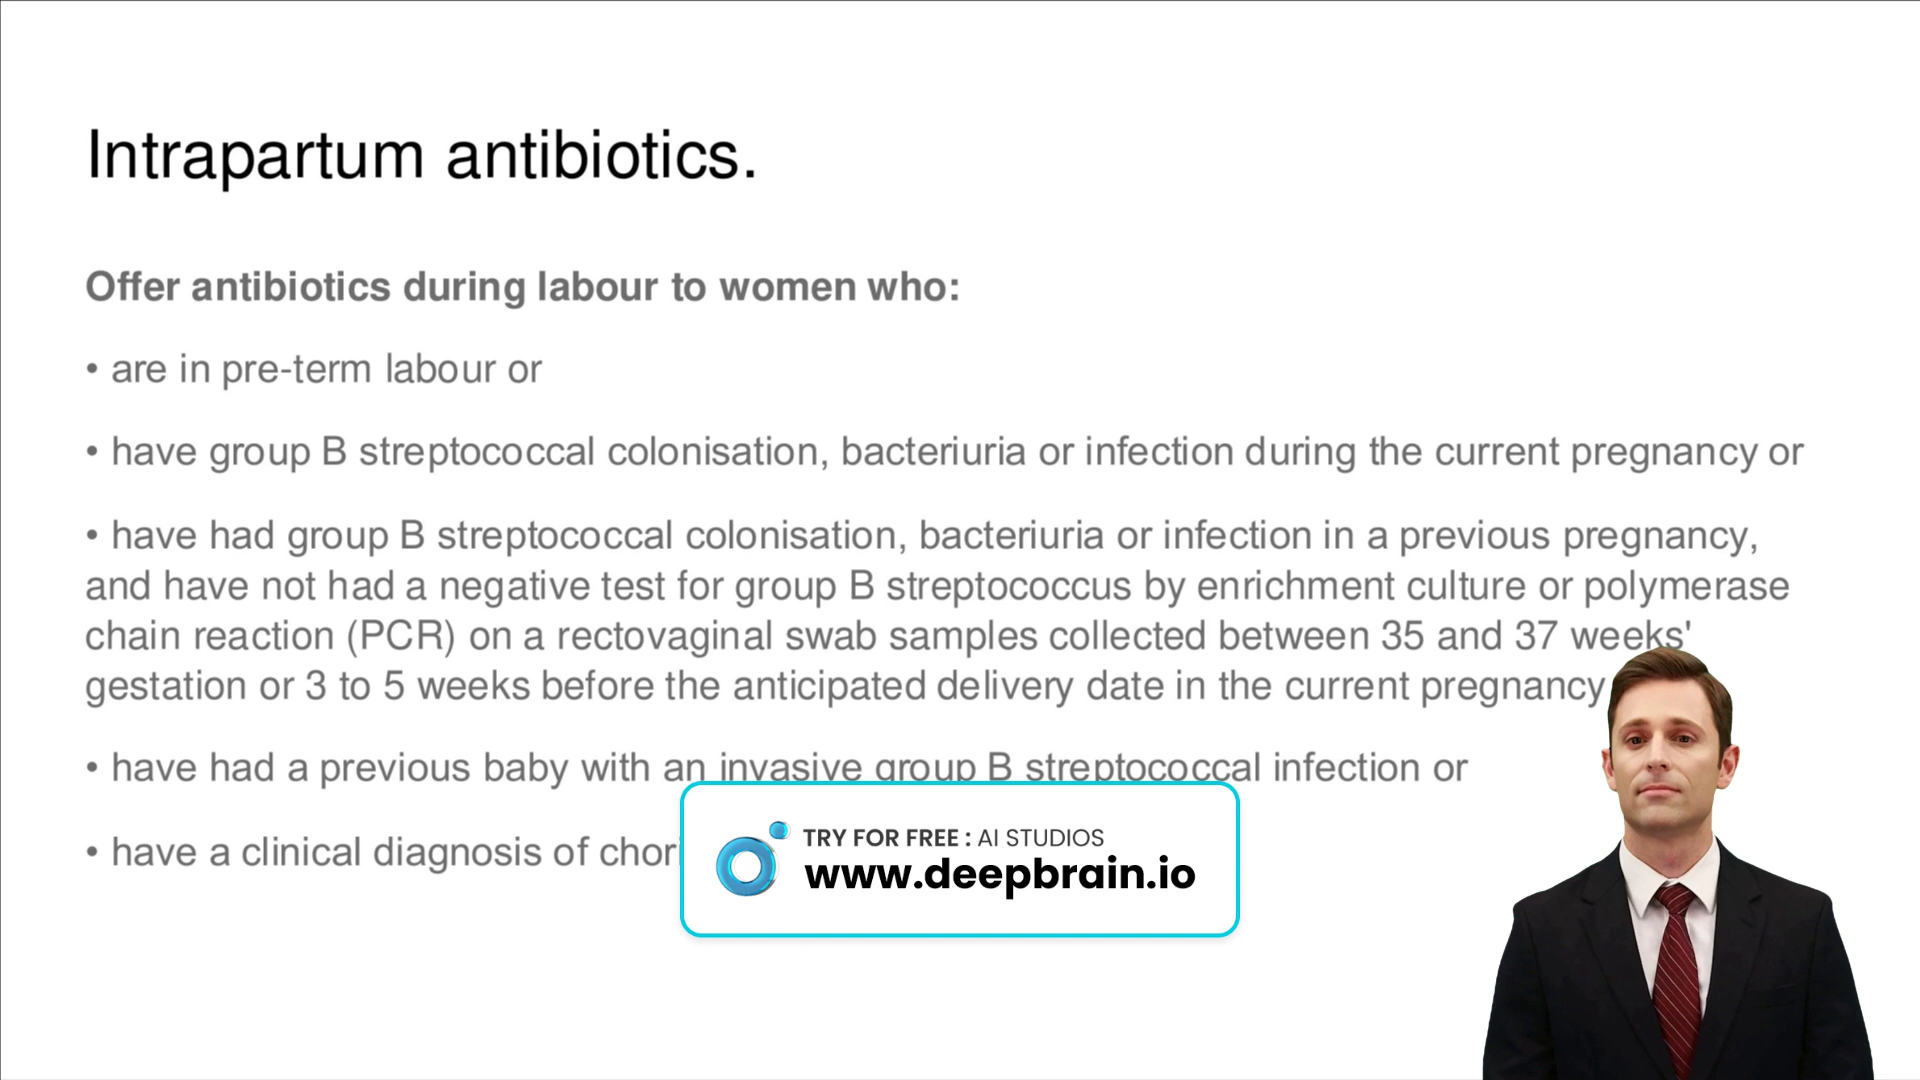 Intrapartum antibiotics.
Offer antibiotics during labour to women who:
• are in pre-term labour or
• have group B streptococcal colonisation, bacteriuria or infection during the current pregnancy or
• have had group B streptococcal colonisation, bacteriuria or infection in a previous pregnancy,
and have not had a negative test for group B streptococcus by enrichment culture or polymerase
chain reaction (PCR) on a rectovaginal swab samples collected between 35 and 37 weeks'
gestation or 3 to 5 weeks before the anticipated delivery date in the current pregnancy
• have had a previous baby with an invasive group B streptococcal infection or
• have a clinical diagnosis of
TRY FOR FREE : AI STUDIOS
www.deepbrain.io